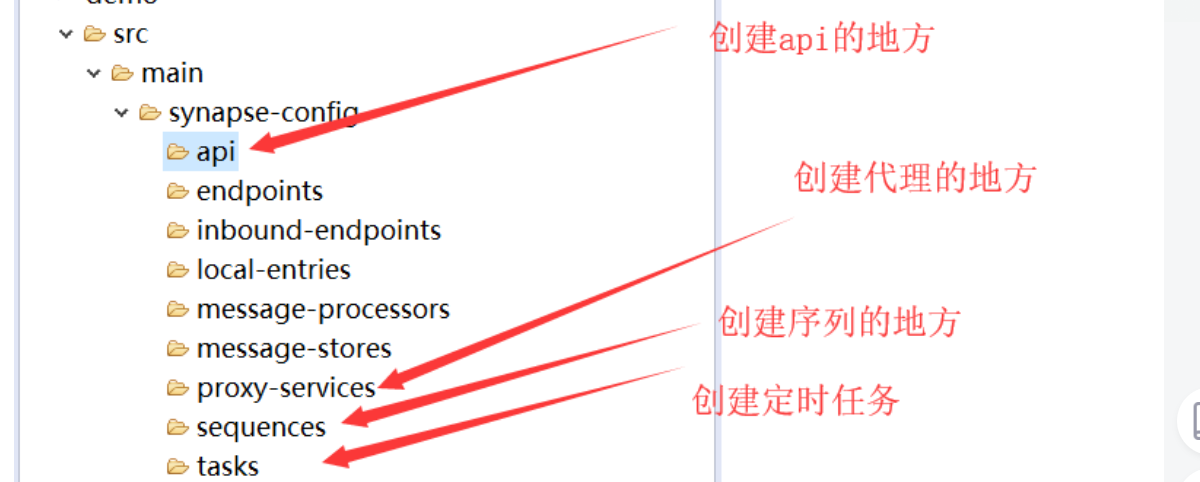 src
创建api的地方
main
synapse-config
api
创建代理的地方
endpoints
inbound-endpoints
local-entries
message-processors
创建序列的地方
message-stores
proxy-services
创建定时任务
sequences
tasks